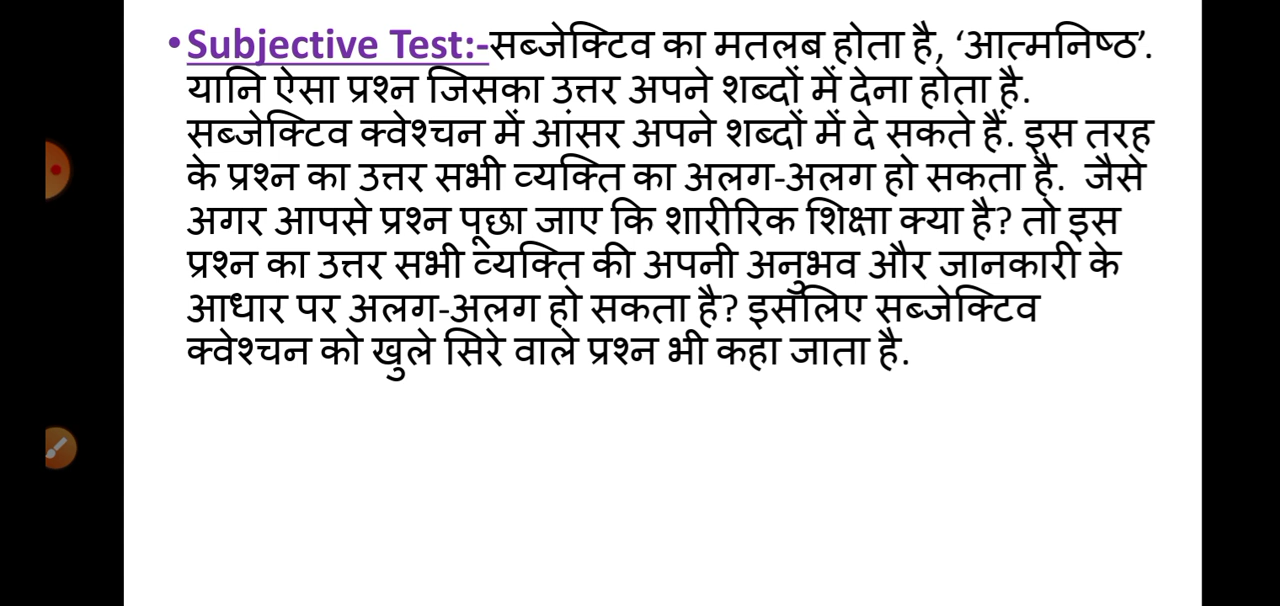 •Subjective Test:-सब्जेक्टिव का मतलब होता है, ‘आत्मनिष्ठ’.
यानि ऐसा प्रश्न जिसका उत्तर अपने शब्दों में देना होता है.
सब्जेक्टिव क्वेश्चन में आंसर अपने शब्दों में दे सकते हैं. इस तरह
के प्रश्न का उत्तर सभी व्यक्ति का अलग-अलग हो सकता है. जैसे
अगर आपसे प्रश्न पूछा जाए कि शारीरिक शिक्षा क्या है? तो इस
प्रश्न का उत्तर सभी व्यक्ति की अपनी अनुभव और जानकारी के
आधार पर अलग-अलग हो सकता है? इसलिए सब्जेक्टिव
क्वेश्चन को खुले सिरे वाले प्रश्न भी कहा जाता है.